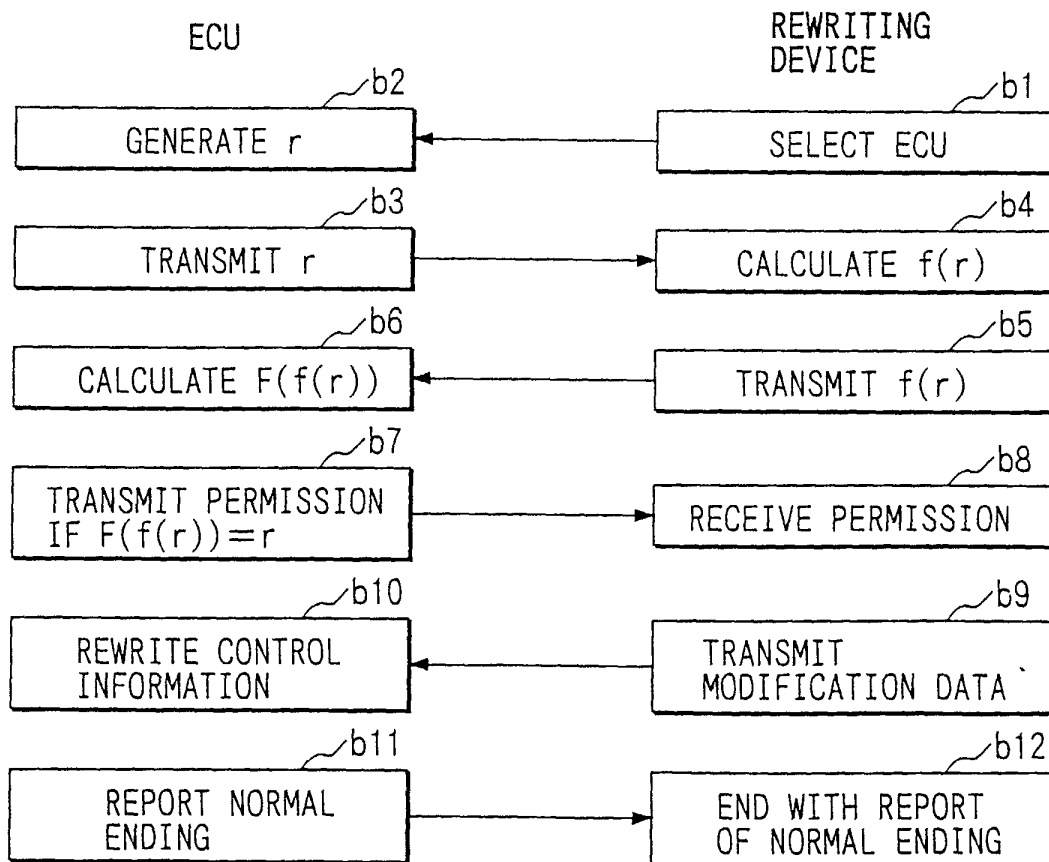 ECU
REWRITING
DEVICE
b2
GENERATE r
b1
SELECT ECU
b3
TRANSMIT r
b4
CALCULATE f(r)
b6
CALCULATE F(f(r))
b5
TRANSMIT f(r)
b7
TRANSMIT PERMISSION
IF F(f(r))=r
b8
RECEIVE PERMISSION
b10
REWRITE CONTROL
INFORMATION
b9
TRANSMIT
MODIFICATION DATA
b11
REPORT NORMAL
ENDING
b12
END WITH REPORT
OF NORMAL ENDING